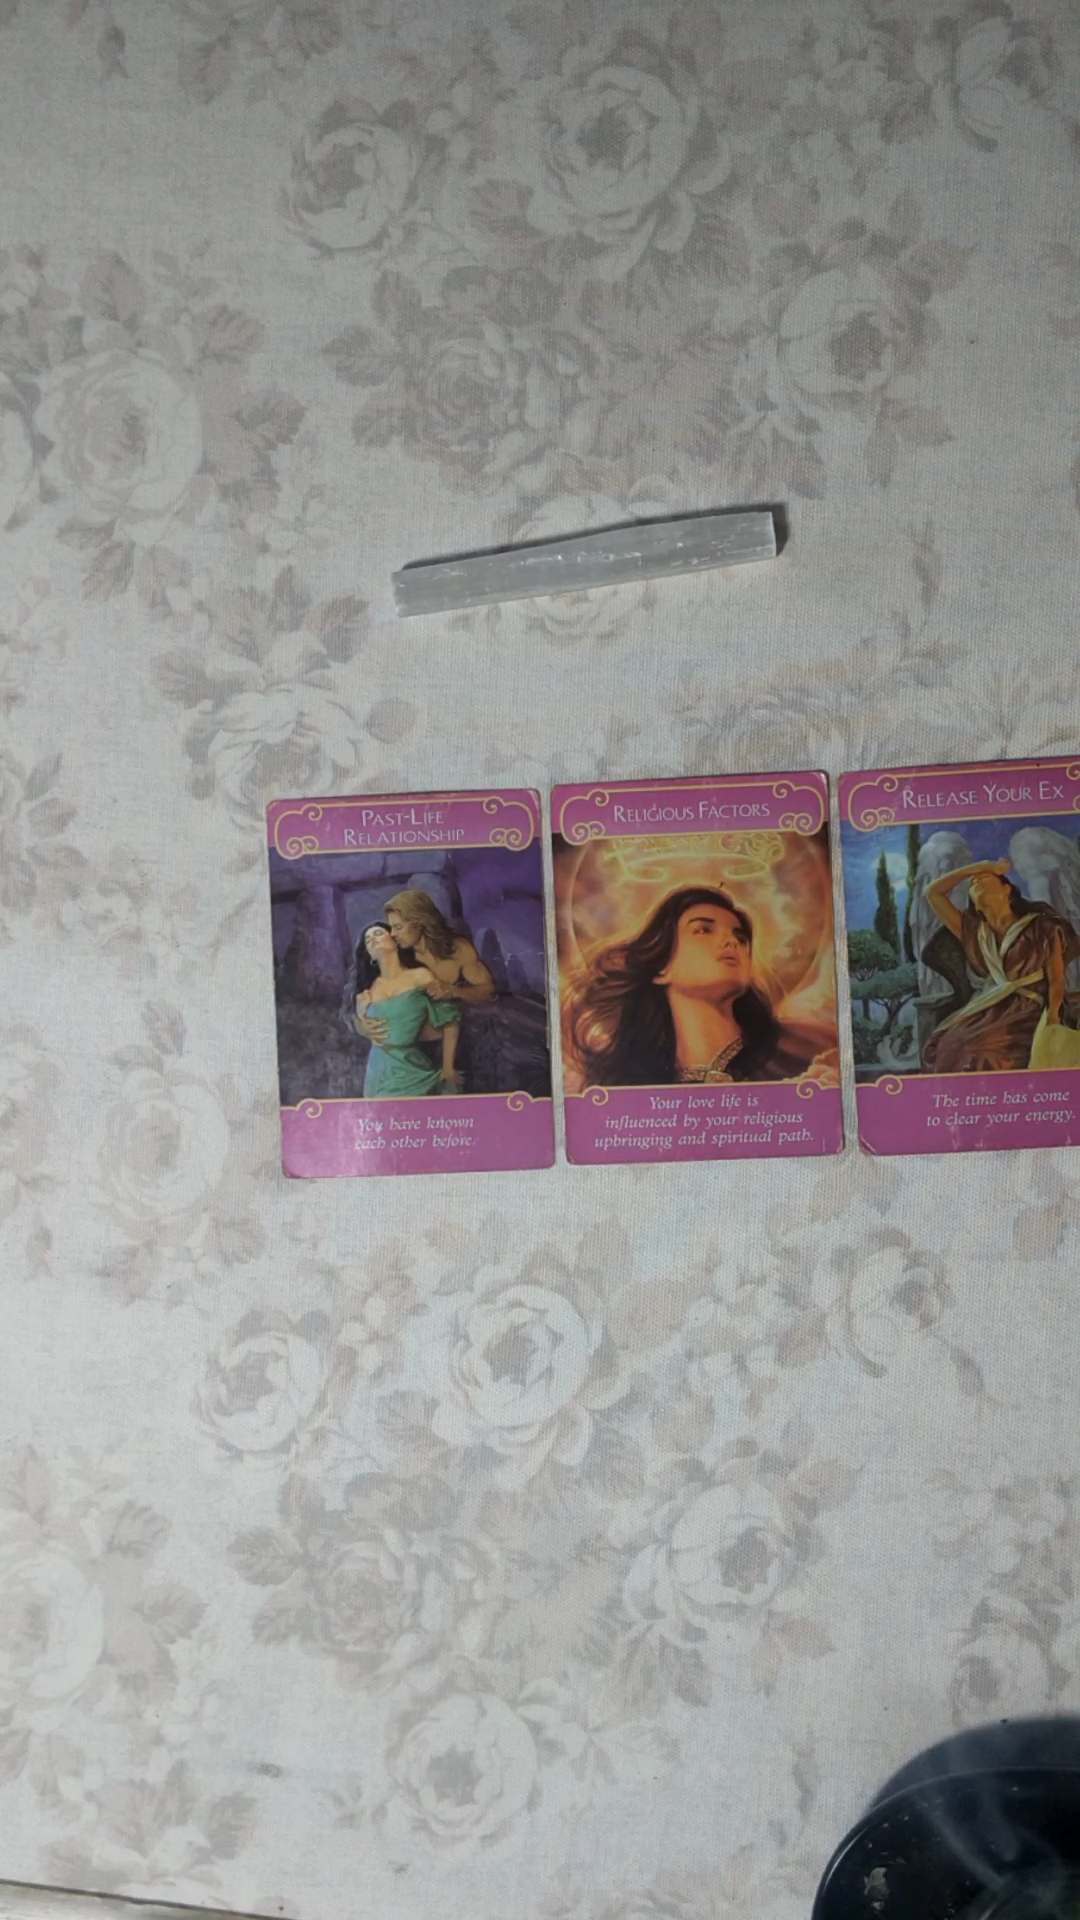 PAST-LIFE
RELATIONSHIP
You have known
each other before.
RELIGIOUS FACTORS
Your love life is
influenced by your religious
upbringing and spiritual path.
RELEASE YOUR EX
The time has come
to clear your energy.